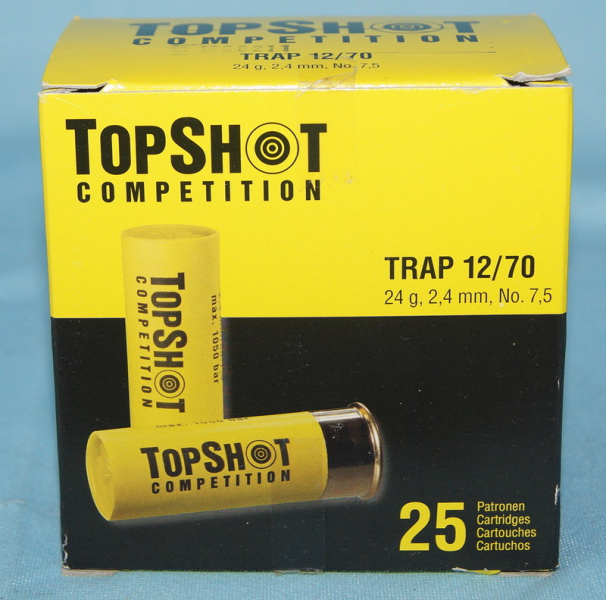 TOPSHOT
COMPETITION
TRAP 12/70
24 g, 2,4 mm, No. 7,5
TOPSHOT
COMPETITION
TRAP 12/70
24 g, 2,4 mm, No. 7,5
TOPSHOT
COMPETITION
max. 1050 bar
TOPSHOT
COMPETITION
25
Patronen
Cartridges
Cartouches
Cartuchos